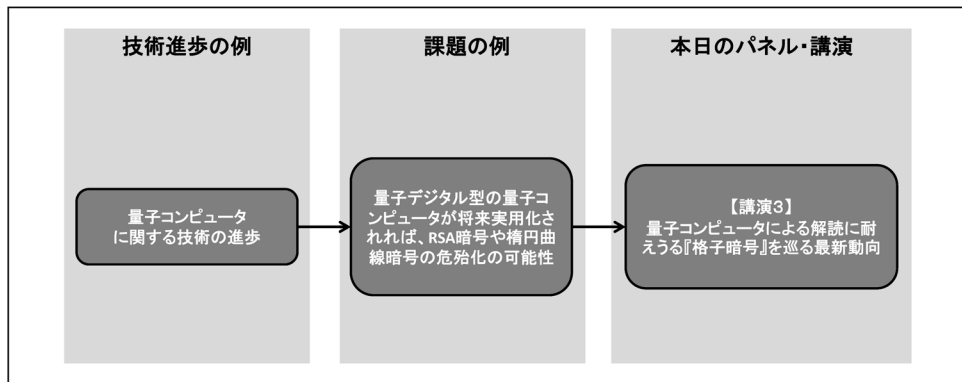 技術進歩の例
課題の例
本日のパネル・講演
量子コンピュータ
に関する技術の進歩
量子デジタル型の量子コ
ンピュータが将来実用化さ
れれば、RSA暗号や楕円曲
線暗号の危殆化の可能性
【講演3】
量子コンピュータによる解読に耐
えうる『格子暗号』を巡る最新動向